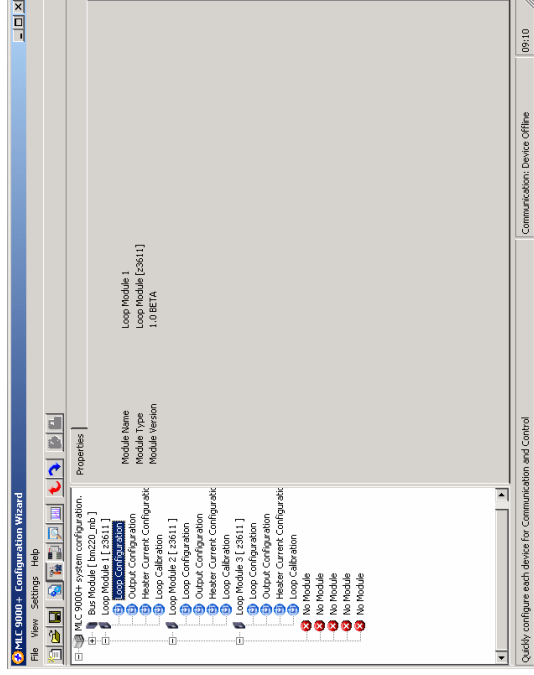 MLC 9000+ Configuration Wizard
File View Settings Help
MLC 9000+ system configuration.
Bus Module [ bm220_mb ]
Loop Module 1 [ z3611 ]
Loop Configuration
Output Configuration
Heater Current Configuratic
Loop Calibration
Loop Module 2 [ z3611 ]
Loop Configuration
Output Configuration
Heater Current Configuratic
Loop Calibration
Loop Module 3 [ z3611 ]
Loop Configuration
Output Configuration
Heater Current Configuratic
Loop Calibration
No Module
No Module
No Module
No Module
No Module
Properties
Module Name Loop Module 1
Module Type Loop Module [z3611]
Module Version 1.0 BETA
Quickly configure each device for Communication and Control Communication: Device Offline 09:10